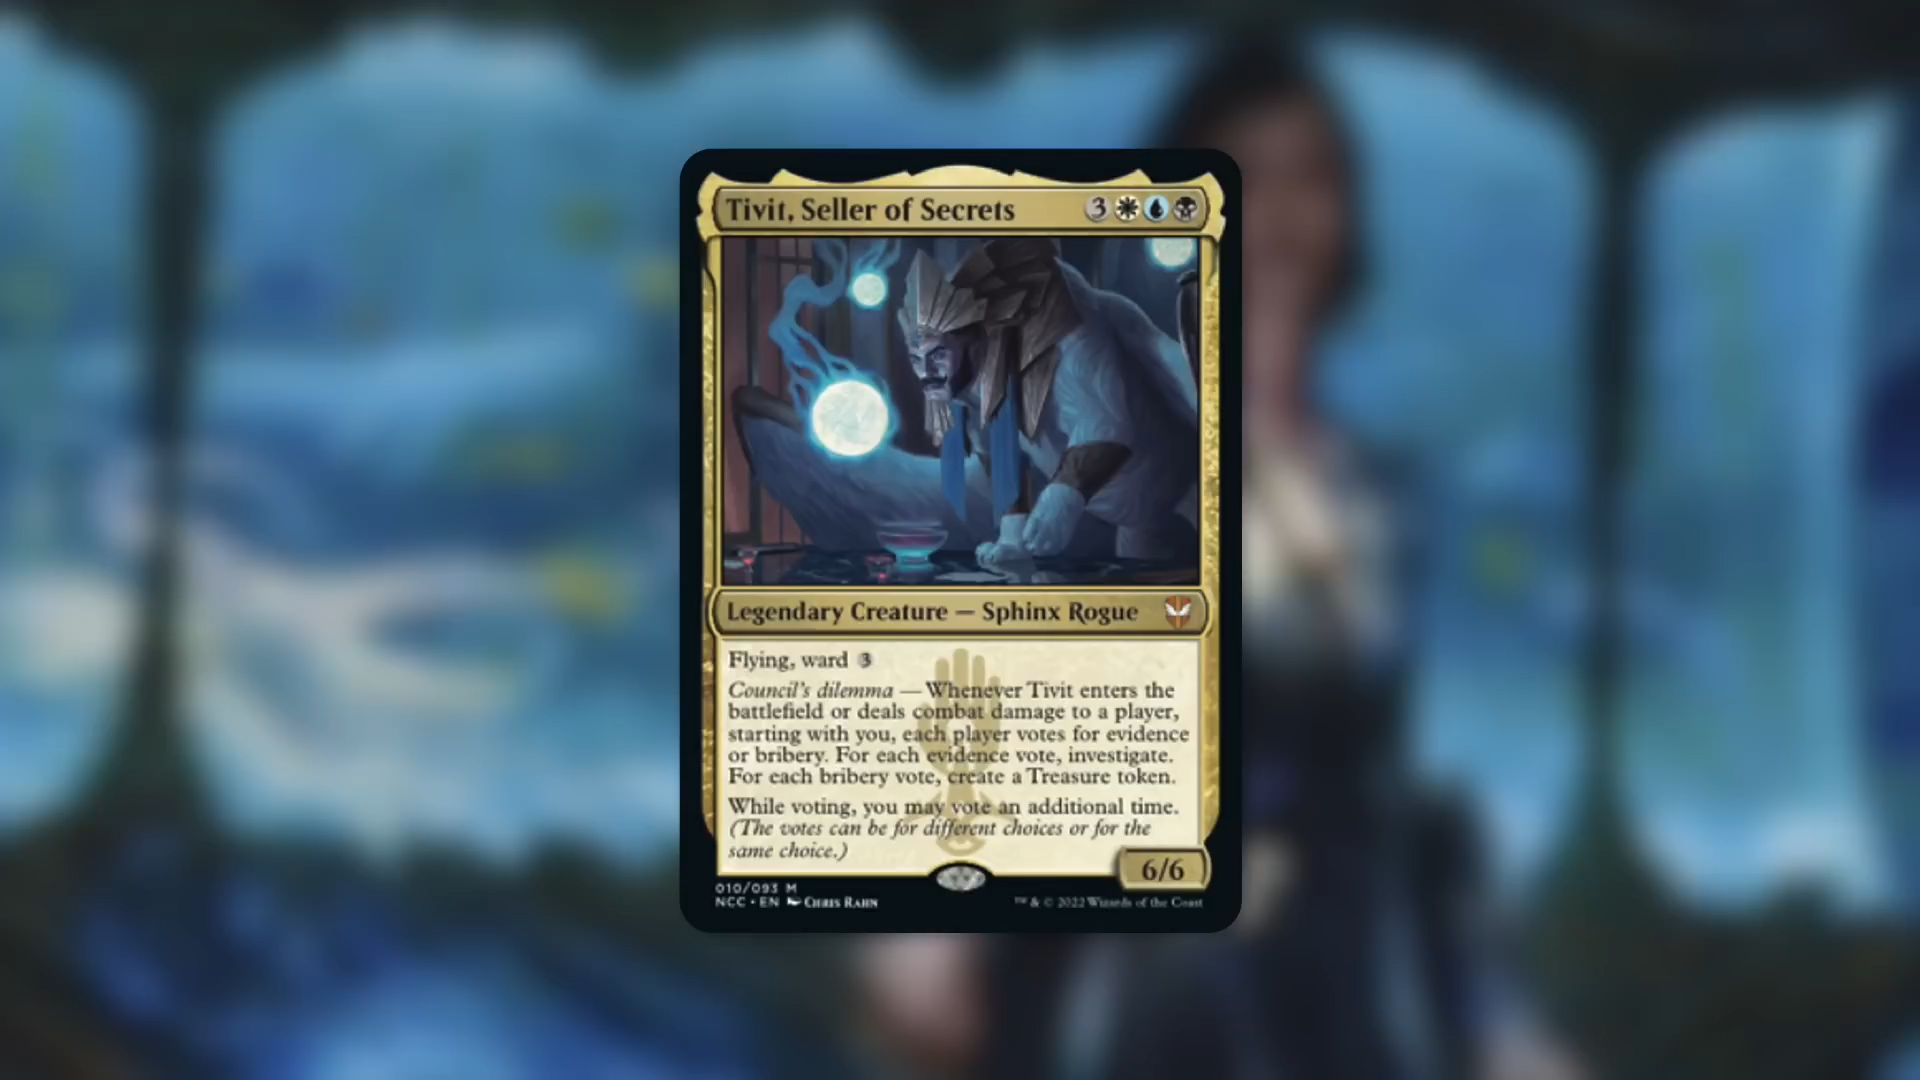 Tivit, Seller of Secrets 3
Legendary Creature — Sphinx Rogue
Flying, ward 3
Council's dilemma — Whenever Tivit enters the
battlefield or deals combat damage to a player,
starting with you, each player votes for evidence
or bribery. For each evidence vote, investigate.
For each bribery vote, create a Treasure token.
While voting, you may vote an additional time.
(The votes can be for different choices or for the
same choice.)
6/6
010/093 M
NCC • EN Chris Rahn
™ & © 2022 Wizards of the Coast